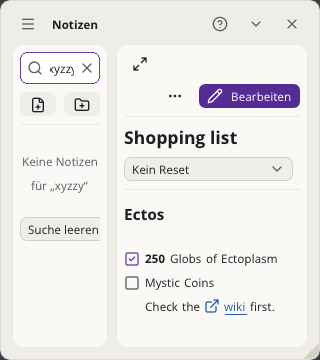 Notizen
xyzzy
Keine Notizen
für „xyzzy“
Suche leeren
Bearbeiten
Shopping list
Kein Reset
Ectos
250 Globs of Ectoplasm
Mystic Coins
Check the wiki first.